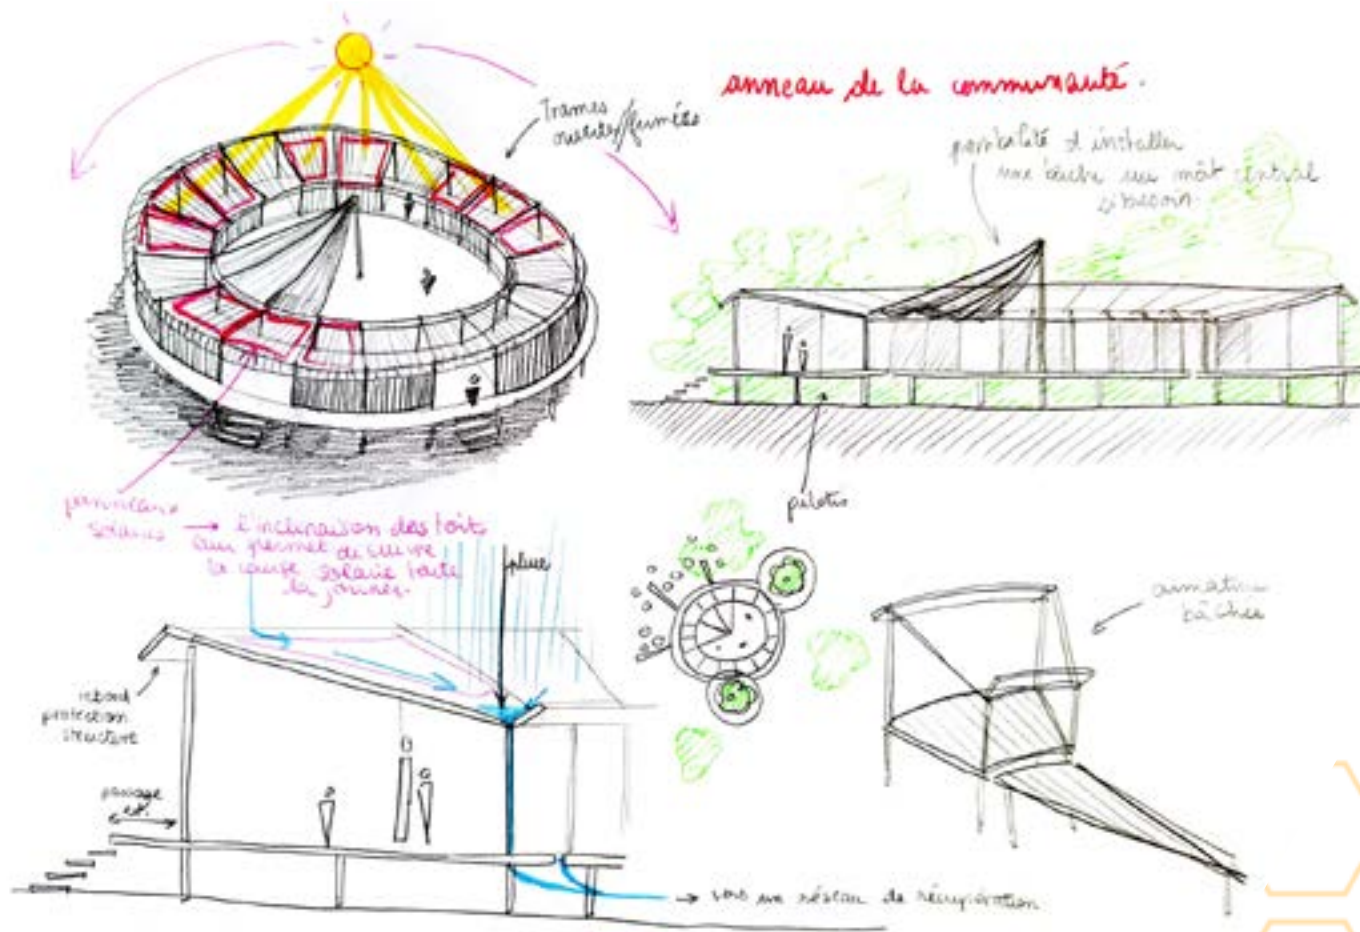 anneau de la communauté.
Trames
ouvertes/fermées
possibilité d'installer
une bâche au mât central
si besoin.
pilotis
panneaux
solaires → l'inclinaison des toits
qui permet de suivre
la course solaire toute
la journée.
pluie
rebord
protection
structure
passage
ext.
→ vers un réseau de récupération
armature
bâchée